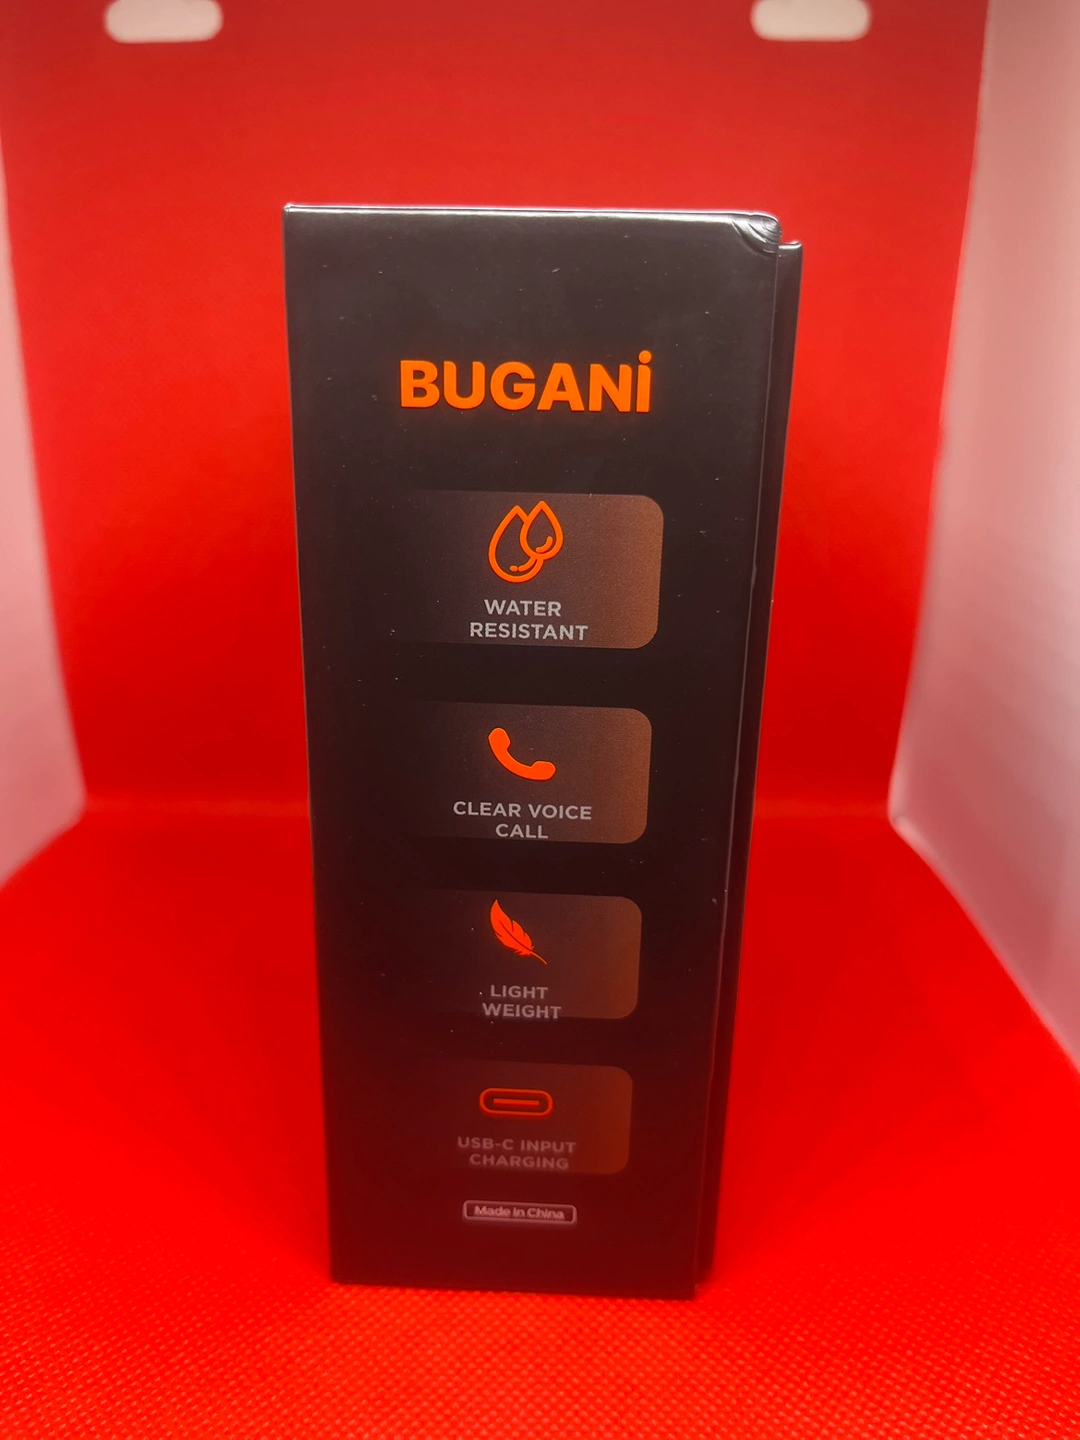 BUGANi
WATER
RESISTANT
CLEAR VOICE
CALL
LIGHT
WEIGHT
USB-C INPUT
CHARGING
Made in China